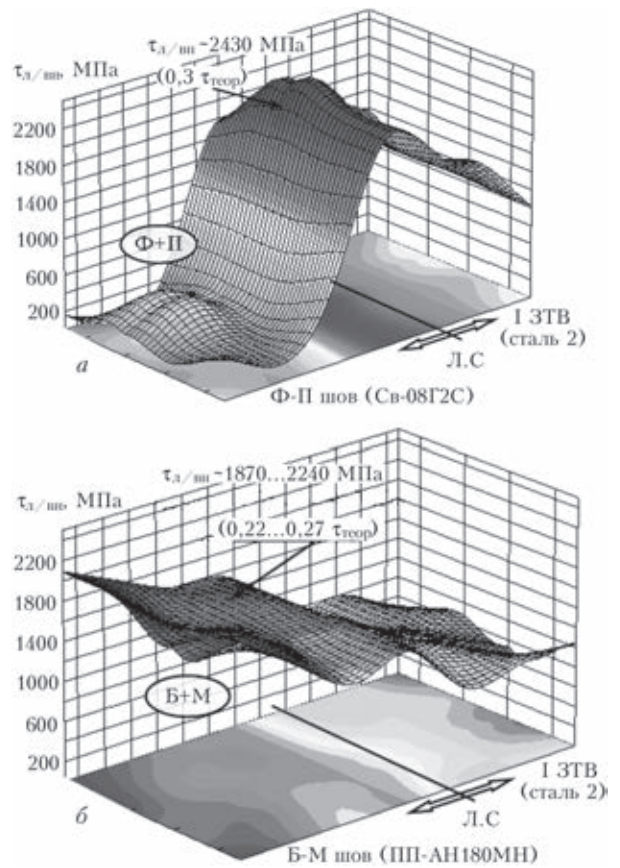 τл/вн ~2430 МПа
τл/вн, МПа
(0,3 τтеор)
2200
1800
1400
1000
600
200
Ф+П
а
I ЗТВ
(сталь 2)
Л.С
Ф-П шов (Св-08Г2С)
τл/вн ~1870...2240 МПа
τл/вн, МПа
(0,22...0,27 τтеор)
2200
1800
1400
1000
600
200
Б+М
б
I ЗТВ
(сталь 2)
Л.С
Б-М шов (ПП-АН180МН)